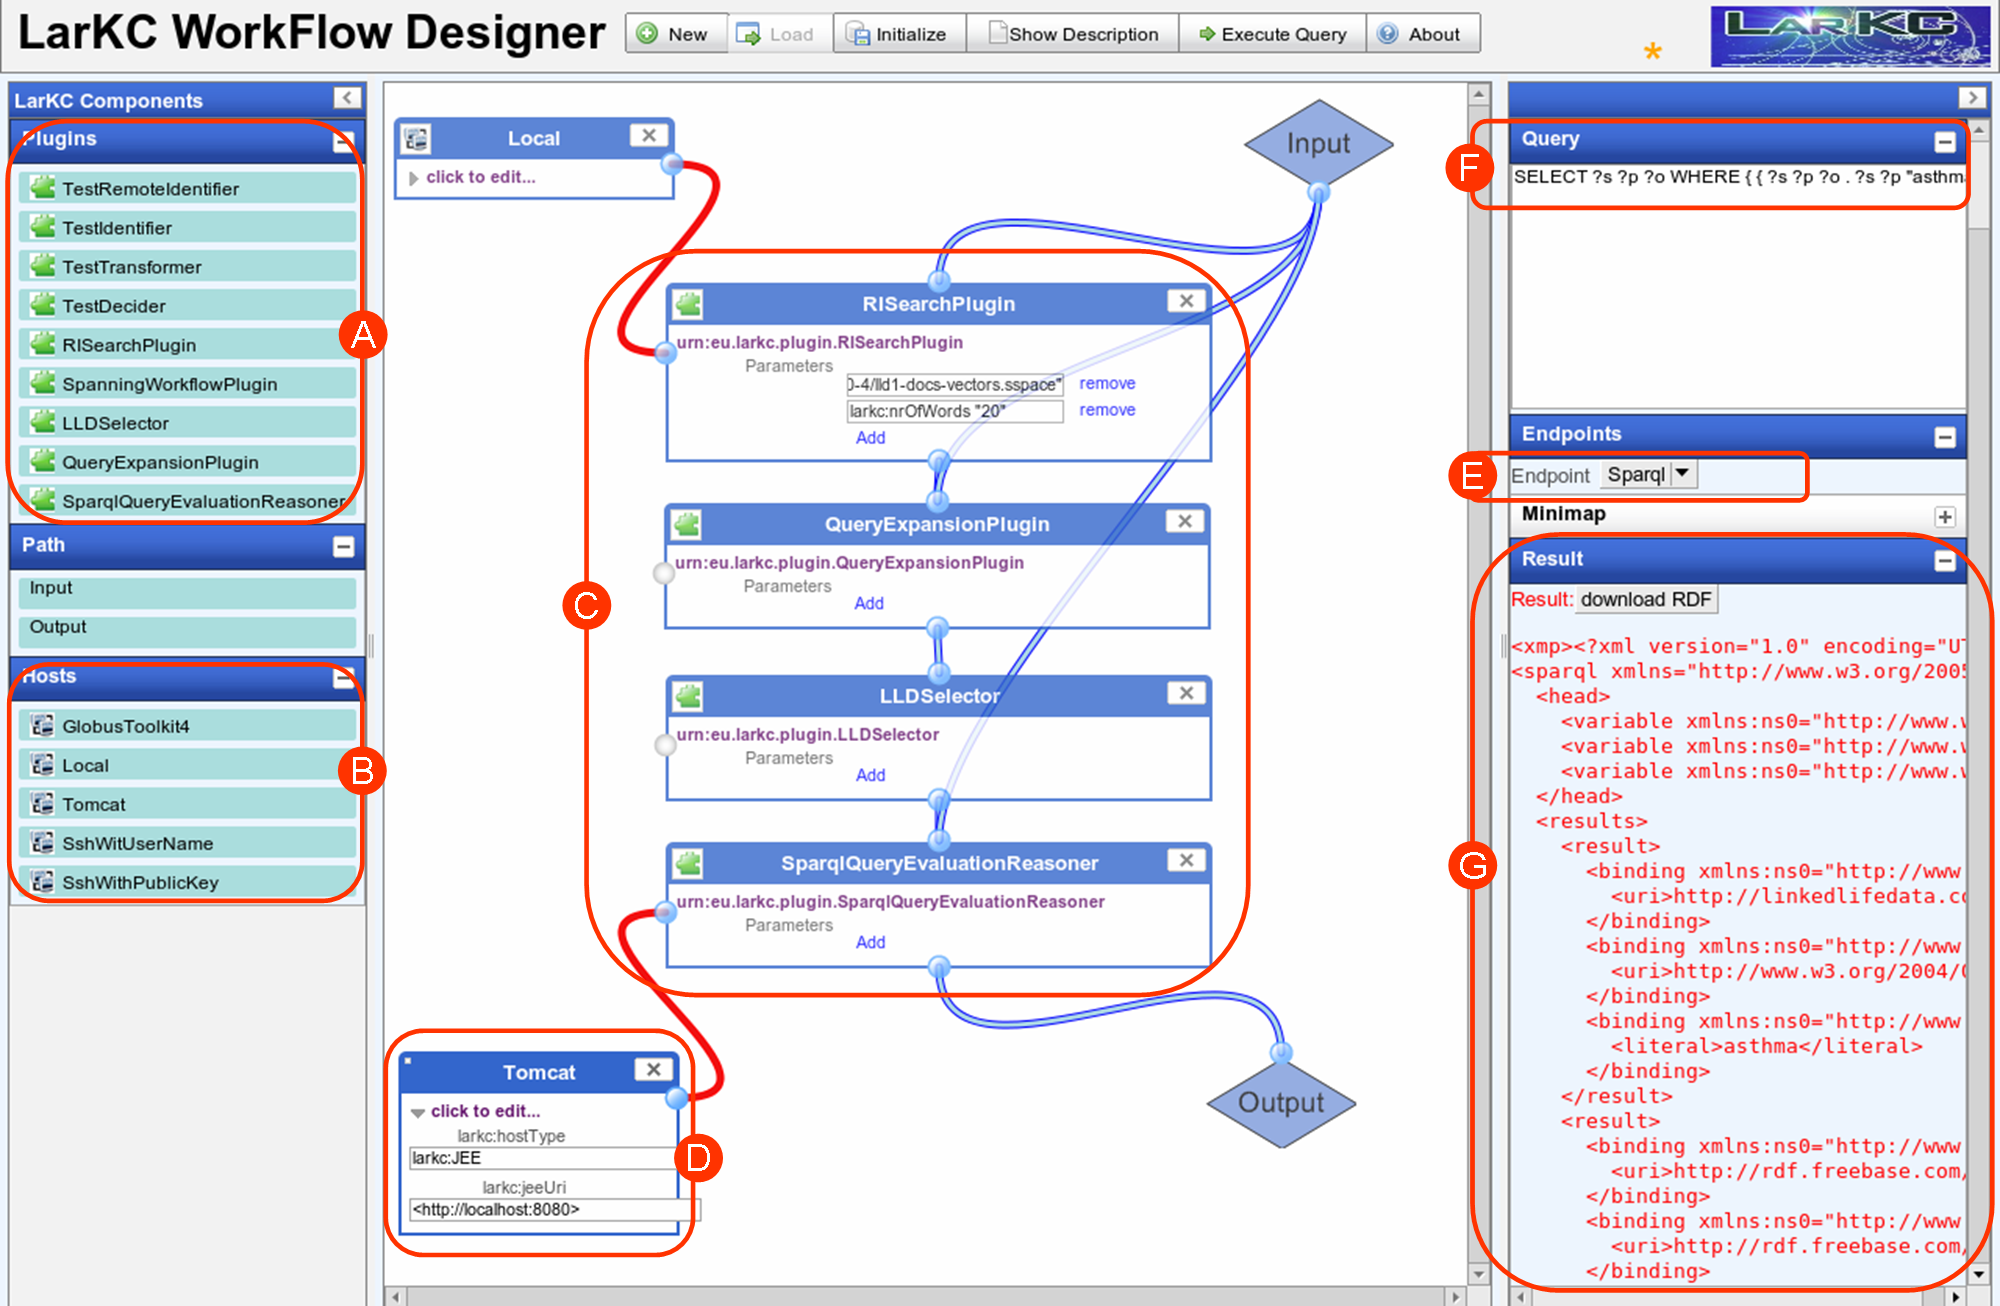 LarKC WorkFlow Designer
New
Load
Initialize
Show Description
Execute Query
About
*
LarKC
LarKC Components
Plugins
TestRemoteIdentifier
TestIdentifier
TestTransformer
TestDecider
RISearchPlugin
SpanningWorkflowPlugin
LLDSelector
QueryExpansionPlugin
SparqlQueryEvaluationReasoner
A
Path
Input
Output
Hosts
GlobusToolkit4
Local
Tomcat
SshWitUserName
SshWithPublicKey
B
Local
click to edit...
Input
C
RISearchPlugin
urn:eu.larkc.plugin.RISearchPlugin
Parameters
0-4/lld1-docs-vectors.sspace" remove
larkc:nrOfWords "20" remove
Add
QueryExpansionPlugin
urn:eu.larkc.plugin.QueryExpansionPlugin
Parameters
Add
LLDSelector
urn:eu.larkc.plugin.LLDSelector
Parameters
Add
SparqlQueryEvaluationReasoner
urn:eu.larkc.plugin.SparqlQueryEvaluationReasoner
Parameters
Add
Tomcat
click to edit...
larkc:hostType
larkc:JEE
larkc:jeeUri
<http://localhost:8080>
D
Output
F
Query
SELECT ?s ?p ?o WHERE { { ?s ?p ?o . ?s ?p "asthm
Endpoints
E
Endpoint Sparql
Minimap
Result
Result: download RDF
G
<xmp><?xml version="1.0" encoding="UT
<sparql xmlns="http://www.w3.org/2005
<head>
<variable xmlns:ns0="http://www.w
<variable xmlns:ns0="http://www.w
<variable xmlns:ns0="http://www.w
</head>
<results>
<result>
<binding xmlns:ns0="http://www
<uri>http://linkedlifedata.co
</binding>
<binding xmlns:ns0="http://www
<uri>http://www.w3.org/2004/0
</binding>
<binding xmlns:ns0="http://www
<literal>asthma</literal>
</binding>
</result>
<result>
<binding xmlns:ns0="http://www
<uri>http://rdf.freebase.com/
</binding>
<binding xmlns:ns0="http://www
<uri>http://rdf.freebase.com/
</binding>